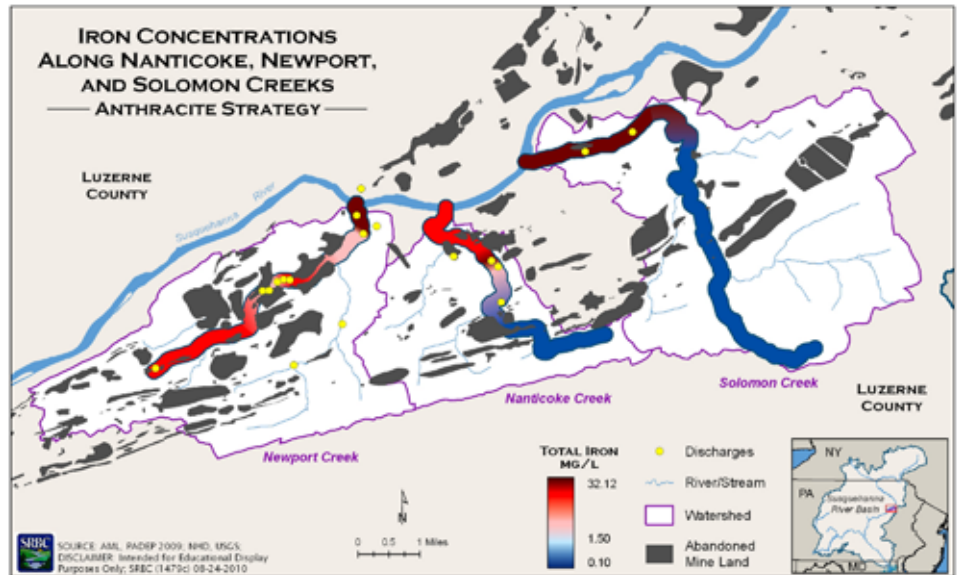 IRON CONCENTRATIONS
ALONG NANTICOKE, NEWPORT,
AND SOLOMON CREEKS
ANTHRACITE STRATEGY
LUZERNE
COUNTY
Susquehanna River
Newport Creek
Nanticoke Creek
Solomon Creek
LUZERNE
COUNTY
TOTAL IRON
MG/L
32.12
1.50
0.10
Discharges
River/Stream
Watershed
Abandoned
Mine Land
N
0 0.5 1 Miles
NY
PA
Susquehanna
River Basin
MD
SRBC
SOURCE: AML, PADEP 2009; NHD, USGS;
DISCLAIMER: Intended for Educational Display
Purposes Only; SRBC (1479c) 08-24-2010